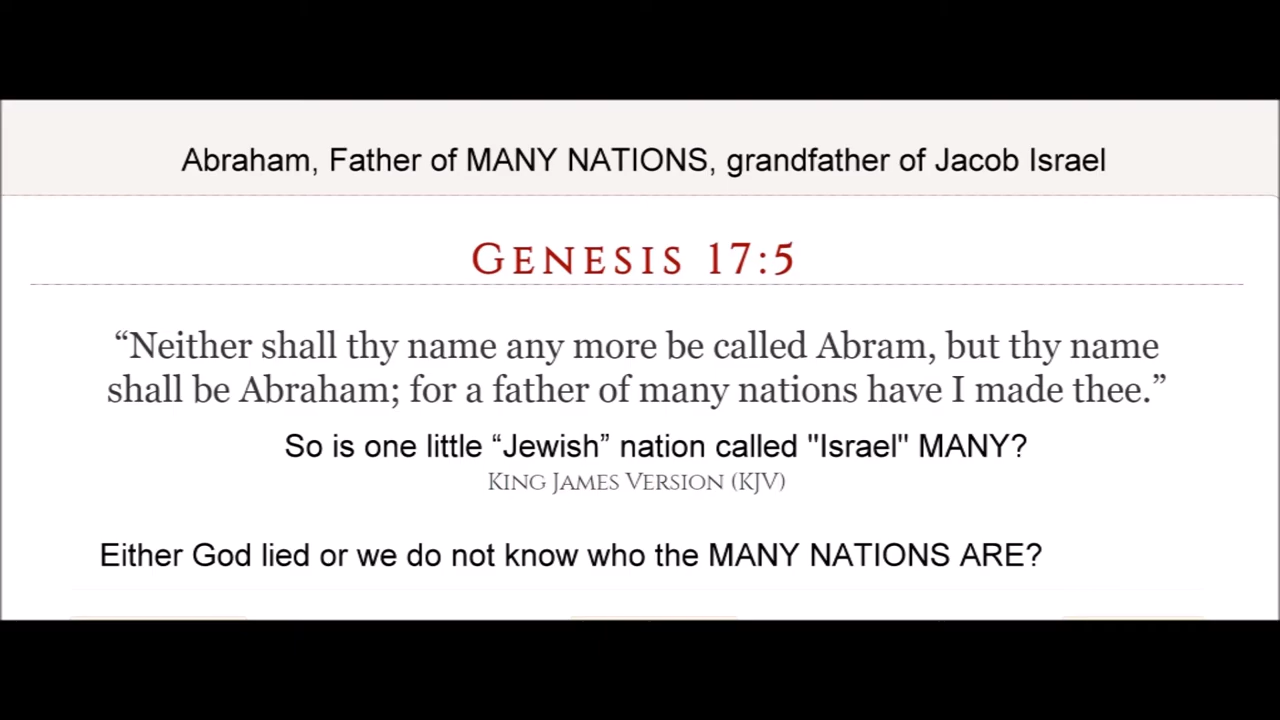 Abraham, Father of MANY NATIONS, grandfather of Jacob Israel
GENESIS 17:5
“Neither shall thy name any more be called Abram, but thy name
shall be Abraham; for a father of many nations have I made thee.”
So is one little “Jewish” nation called "Israel" MANY?
KING JAMES VERSION (KJV)
Either God lied or we do not know who the MANY NATIONS ARE?